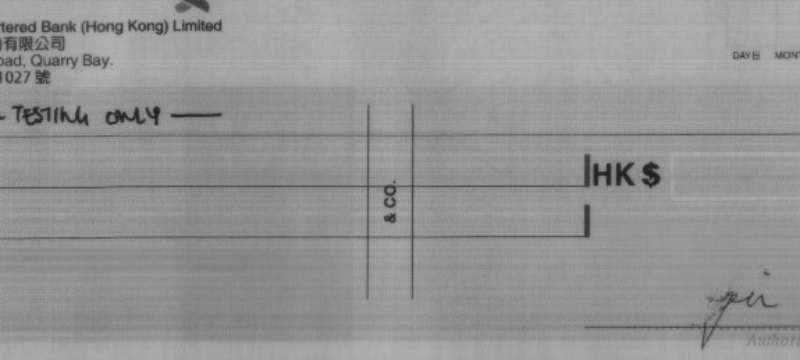 tered Bank (Hong Kong) Limited
有限公司
oad, Quarry Bay.
1027 號
DAY日 MONT
TESTING ONLY
& CO.
HK $
Authoris